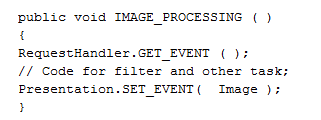 public void IMAGE_PROCESSING ( )
{
RequestHandler.GET_EVENT ( );
// Code for filter and other task;
Presentation.SET_EVENT(  Image );
}